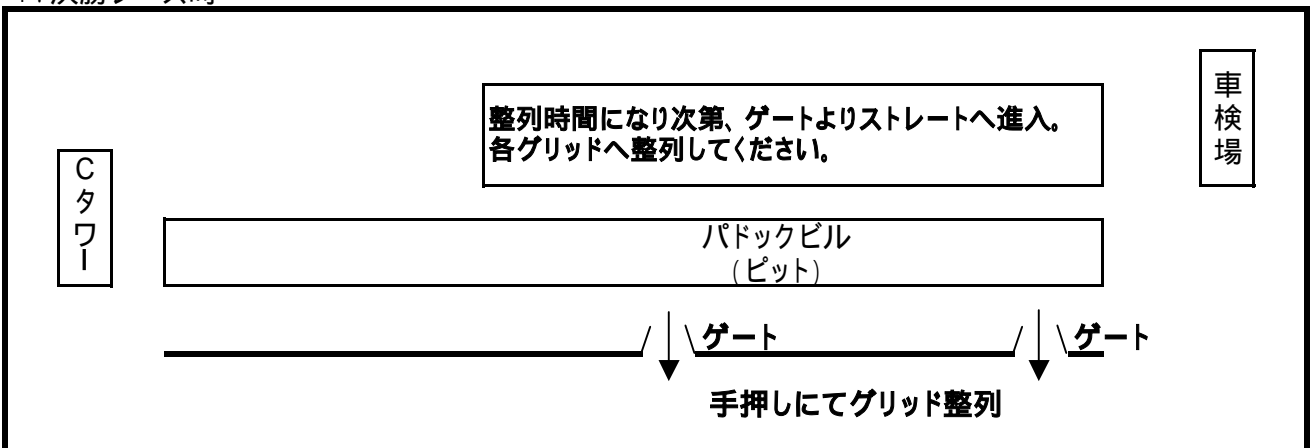 車検場
整列時間になり次第、ゲートよりストレートへ進入。
各グリッドへ整列してください。
Cタワー
パドックビル
(ピット)
ゲート
ゲート
手押しにてグリッド整列